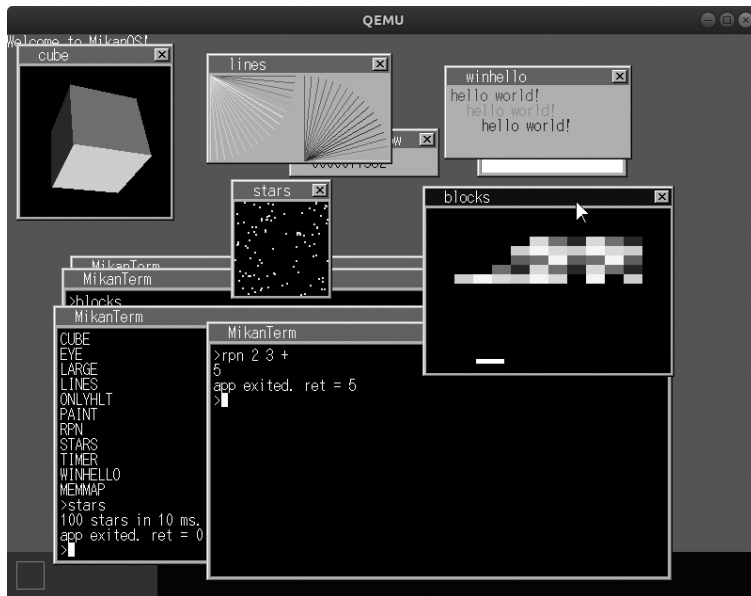 QEMU
Welcome to MikanOS!
cube
lines
winhello
hello world!
hello world!
hello world!
stars
blocks
MikanTerm
MikanTerm
>blocks
MikanTerm
CUBE
EYE
LARGE
LINES
ONLYHLT
PAINT
RPN
STARS
TIMER
WINHELLO
MEMMAP
>stars
100 stars in 10 ms.
app exited. ret = 0
>
MikanTerm
>rpn 2 3 +
5
app exited. ret = 5
>